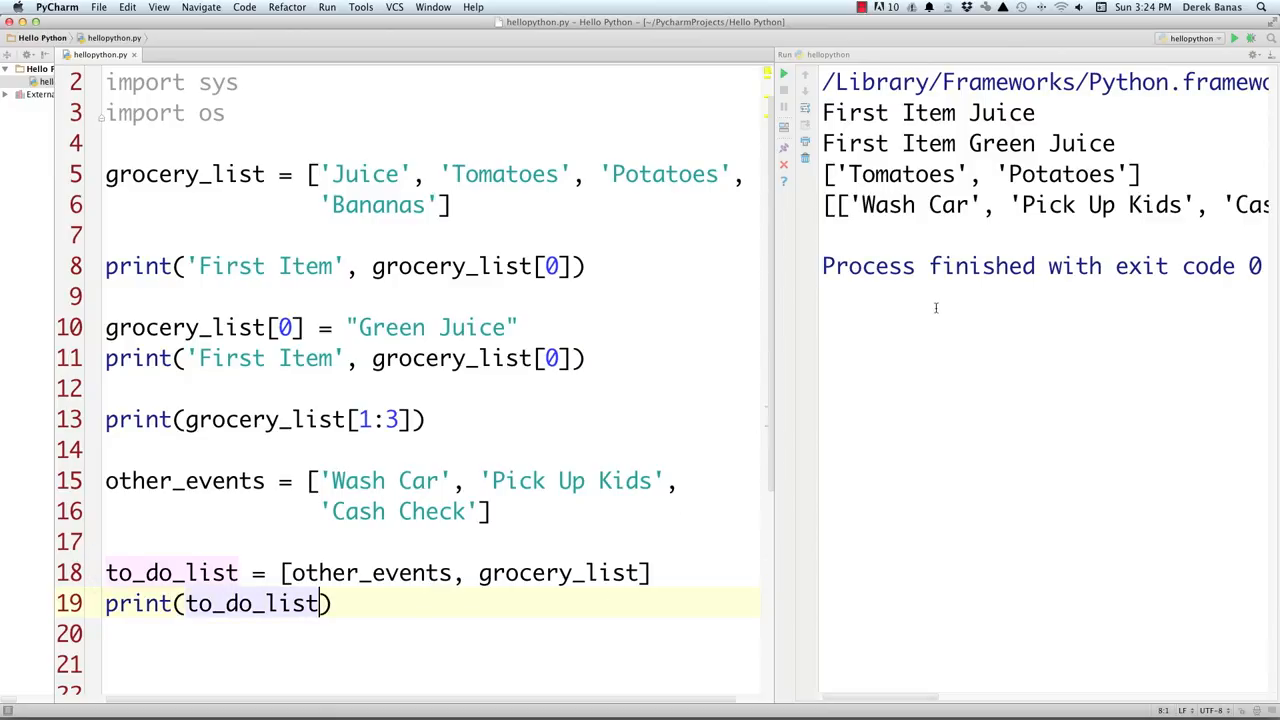 PyCharm File Edit View Navigate Code Refactor Run Tools VCS Window Help 10 Sun 3:24 PM Derek Banas
hellopython.py – Hello Python – [~/PycharmProjects/Hello Python]
Hello Python hellopython.py hellopython
hellopython.py Run hellopython
Hello P
hello
Extern
2 import sys
3 import os
4
5 grocery_list = ['Juice', 'Tomatoes', 'Potatoes',
6 'Bananas']
7
8 print('First Item', grocery_list[0])
9
10 grocery_list[0] = "Green Juice"
11 print('First Item', grocery_list[0])
12
13 print(grocery_list[1:3])
14
15 other_events = ['Wash Car', 'Pick Up Kids',
16 'Cash Check']
17
18 to_do_list = [other_events, grocery_list]
19 print(to_do_list)
20
21
22
/Library/Frameworks/Python.framewo
First Item Juice
First Item Green Juice
['Tomatoes', 'Potatoes']
[['Wash Car', 'Pick Up Kids', 'Cas
Process finished with exit code 0
8:1 LF UTF-8